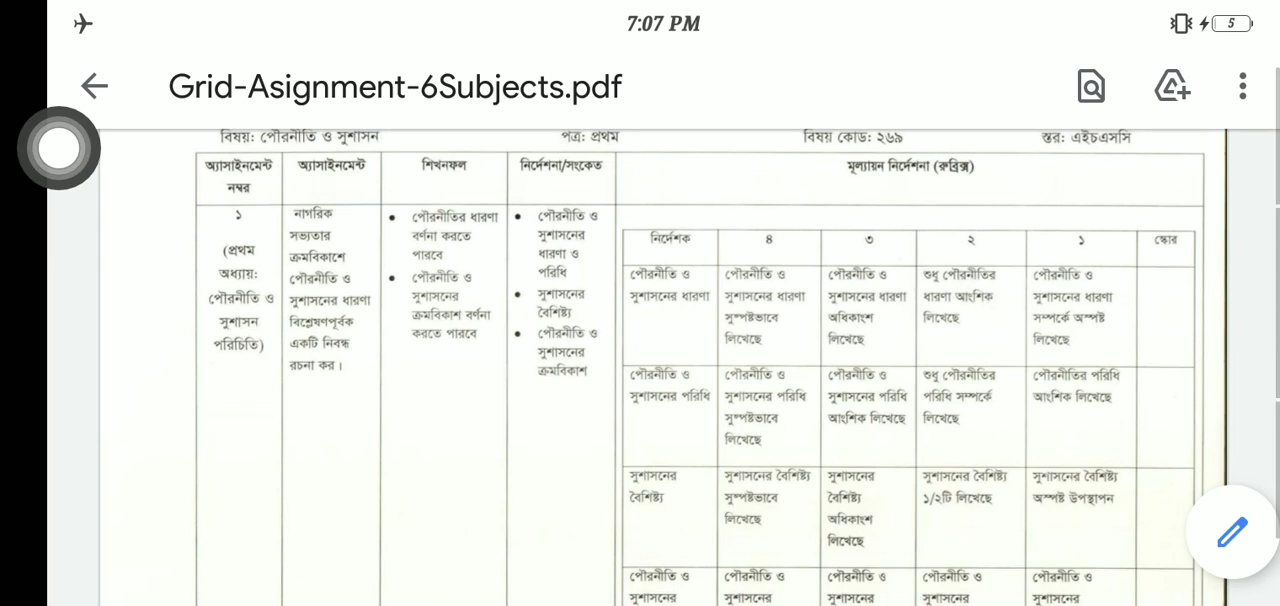 7:07 PM
5
Grid-Asignment-6Subjects.pdf
বিষয়: পৌরনীতি ও সুশাসন
পত্র: প্রথম
বিষয় কোড: ২৬৯
স্তর: এইচএসসি
অ্যাসাইনমেন্ট
নম্বর
অ্যাসাইনমেন্ট
শিখনফল
নির্দেশনা/সংকেত
মূল্যায়ন নির্দেশনা (রুব্রিক্স)
১
(প্রথম
অধ্যায়:
পৌরনীতি ও
সুশাসন
পরিচিতি)
নাগরিক
সভ্যতার
ক্রমবিকাশে
পৌরনীতি ও
সুশাসনের ধারণা
বিশ্লেষণপূর্বক
একটি নিবন্ধ
রচনা কর।
• পৌরনীতির ধারণা
বর্ণনা করতে
পারবে
• পৌরনীতি ও
সুশাসনের
ক্রমবিকাশ বর্ণনা
করতে পারবে
• পৌরনীতি ও
সুশাসনের
ধারণা ও
পরিধি
• সুশাসনের
বৈশিষ্ট্য
• পৌরনীতি ও
সুশাসনের
ক্রমবিকাশ
নির্দেশক
৪
৩
২
১
স্কোর
পৌরনীতি ও
সুশাসনের ধারণা
পৌরনীতি ও
সুশাসনের ধারণা
সুস্পষ্টভাবে
লিখেছে
পৌরনীতি ও
সুশাসনের ধারণা
অধিকাংশ
লিখেছে
শুধু পৌরনীতির
ধারণা আংশিক
লিখেছে
পৌরনীতি ও
সুশাসনের ধারণা
সম্পর্কে অস্পষ্ট
লিখেছে
পৌরনীতি ও
সুশাসনের পরিধি
পৌরনীতি ও
সুশাসনের পরিধি
সুস্পষ্টভাবে
লিখেছে
পৌরনীতি ও
সুশাসনের পরিধি
আংশিক লিখেছে
শুধু পৌরনীতির
পরিধি সম্পর্কে
লিখেছে
পৌরনীতির পরিধি
আংশিক লিখেছে
সুশাসনের
বৈশিষ্ট্য
সুশাসনের বৈশিষ্ট্য
সুস্পষ্টভাবে
লিখেছে
সুশাসনের
বৈশিষ্ট্য
অধিকাংশ
লিখেছে
সুশাসনের বৈশিষ্ট্য
১/২টি লিখেছে
সুশাসনের বৈশিষ্ট্য
অস্পষ্ট উপস্থাপন
পৌরনীতি ও
সুশাসনের
পৌরনীতি ও
সুশাসনের
পৌরনীতি ও
সুশাসনের
পৌরনীতি ও
সুশাসনের
পৌরনীতি ও
সুশাসনের